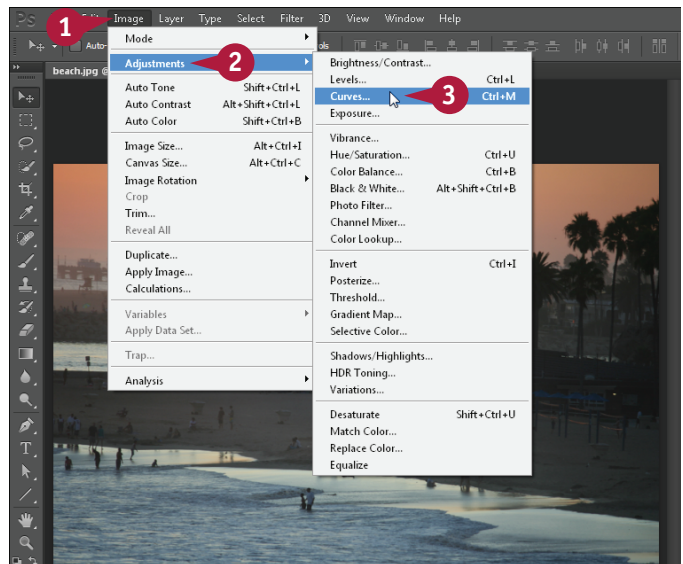 Ps Edit Image Layer Type Select Filter 3D View Window Help
1
Auto-
beach.jpg @
Mode
Adjustments
2
Auto Tone Shift+Ctrl+L
Auto Contrast Alt+Shift+Ctrl+L
Auto Color Shift+Ctrl+B
Image Size... Alt+Ctrl+I
Canvas Size... Alt+Ctrl+C
Image Rotation
Crop
Trim...
Reveal All
Duplicate...
Apply Image...
Calculations...
Variables
Apply Data Set...
Trap...
Analysis
Brightness/Contrast...
Levels... Ctrl+L
Curves... Ctrl+M
3
Exposure...
Vibrance...
Hue/Saturation... Ctrl+U
Color Balance... Ctrl+B
Black & White... Alt+Shift+Ctrl+B
Photo Filter...
Channel Mixer...
Color Lookup...
Invert Ctrl+I
Posterize...
Threshold...
Gradient Map...
Selective Color...
Shadows/Highlights...
HDR Toning...
Variations...
Desaturate Shift+Ctrl+U
Match Color...
Replace Color...
Equalize